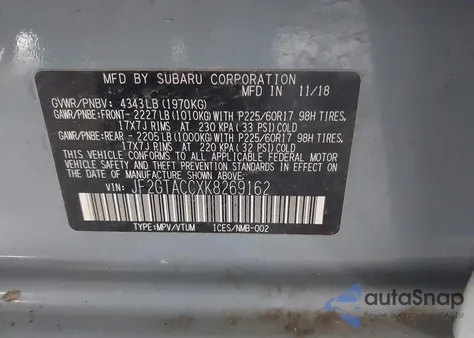 MFD BY SUBARU CORPORATION
MFD IN 11/18
GVWR/PNBV: 4343LB (1970KG)
GAWR/PNBE:FRONT- 2227LB (1010KG) WITH P225/60R17 98H TIRES,
17X7J RIMS AT 230 KPA (33 PSI) COLD
GAWR/PNBE:REAR - 2205LB (1000KG) WITH P225/60R17 98H TIRES,
17X7J RIMS AT 220 KPA (32 PSI) COLD
THIS VEHICLE CONFORMS TO ALL APPLICABLE FEDERAL MOTOR
VEHICLE SAFETY, BUMPER, AND THEFT PREVENTION
STANDARDS IN EFFECT ON THE DATE OF
MANUFACTURE SHOWN ABOVE.
VIN: JF2GTACCXK8269162
TYPE:MPV/VTUM ICES/NMB-002
autoSnap